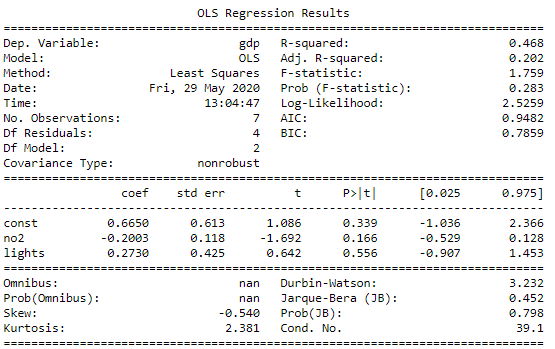 OLS Regression Results
==============================================================================
Dep. Variable: gdp R-squared: 0.468
Model: OLS Adj. R-squared: 0.202
Method: Least Squares F-statistic: 1.759
Date: Fri, 29 May 2020 Prob (F-statistic): 0.283
Time: 13:04:47 Log-Likelihood: 2.5259
No. Observations: 7 AIC: 0.9482
Df Residuals: 4 BIC: 0.7859
Df Model: 2
Covariance Type: nonrobust
==============================================================================
coef std err t P>|t| [0.025 0.975]
------------------------------------------------------------------------------
const 0.6650 0.613 1.086 0.339 -1.036 2.366
no2 -0.2003 0.118 -1.692 0.166 -0.529 0.128
lights 0.2730 0.425 0.642 0.556 -0.907 1.453
==============================================================================
Omnibus: nan Durbin-Watson: 3.232
Prob(Omnibus): nan Jarque-Bera (JB): 0.452
Skew: -0.540 Prob(JB): 0.798
Kurtosis: 2.381 Cond. No. 39.1
==============================================================================